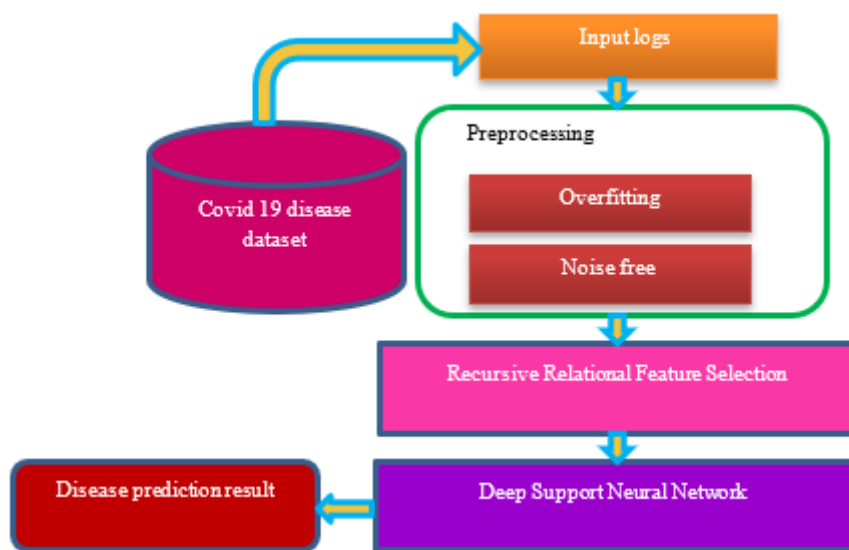 Input logs
Preprocessing
Covid 19 disease
dataset
Overfitting
Noise free
Recursive Relational Feature Selection
Disease prediction result
Deep Support Neural Network